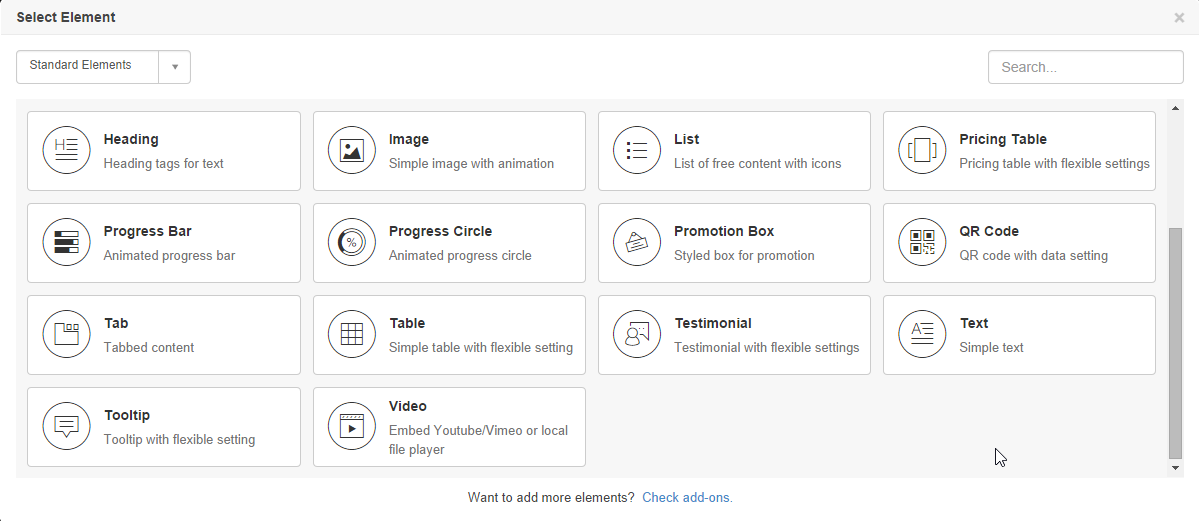 Select Element
×
Standard Elements
Search...
Heading
Heading tags for text
Image
Simple image with animation
List
List of free content with icons
Pricing Table
Pricing table with flexible settings
Progress Bar
Animated progress bar
%
Progress Circle
Animated progress circle
Promotion Box
Styled box for promotion
QR Code
QR code with data setting
Tab
Tabbed content
Table
Simple table with flexible setting
Testimonial
Testimonial with flexible settings
Text
Simple text
Tooltip
Tooltip with flexible setting
Video
Embed Youtube/Vimeo or local
file player
Want to add more elements? Check add-ons.